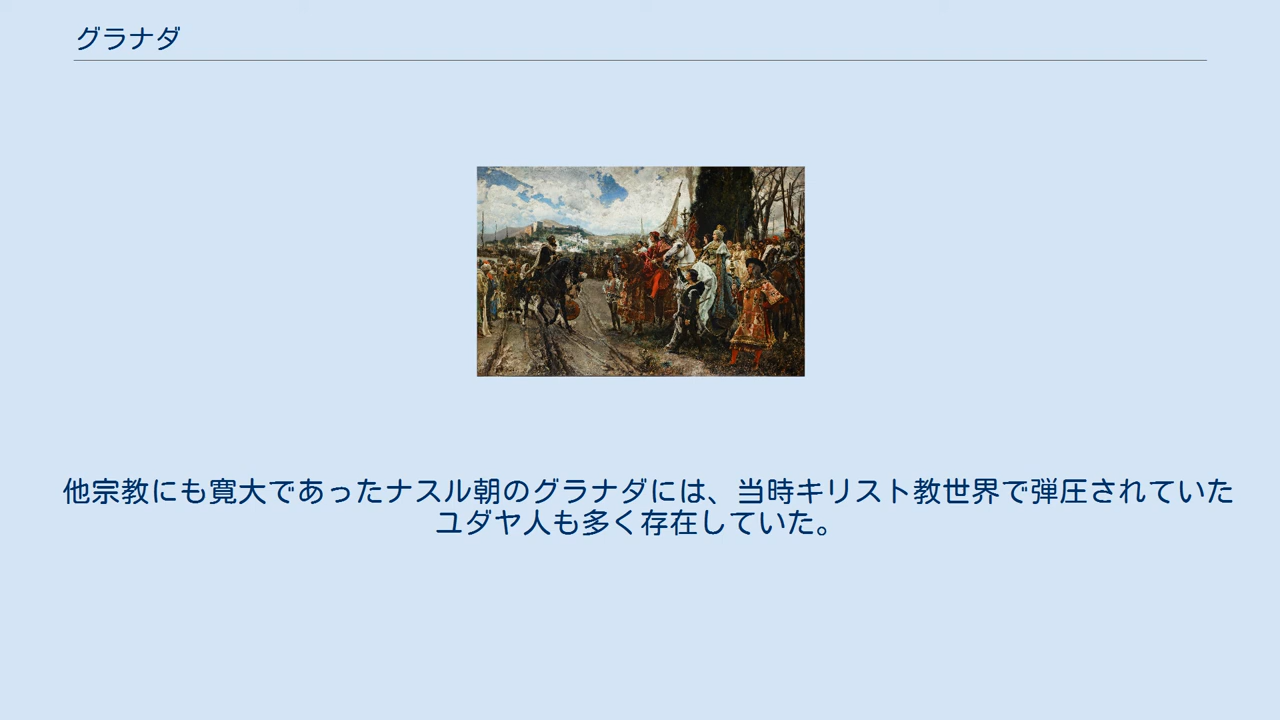 グラナダ
他宗教にも寛大であったナスル朝のグラナダには、当時キリスト教世界で弾圧されていた
ユダヤ人も多く存在していた。